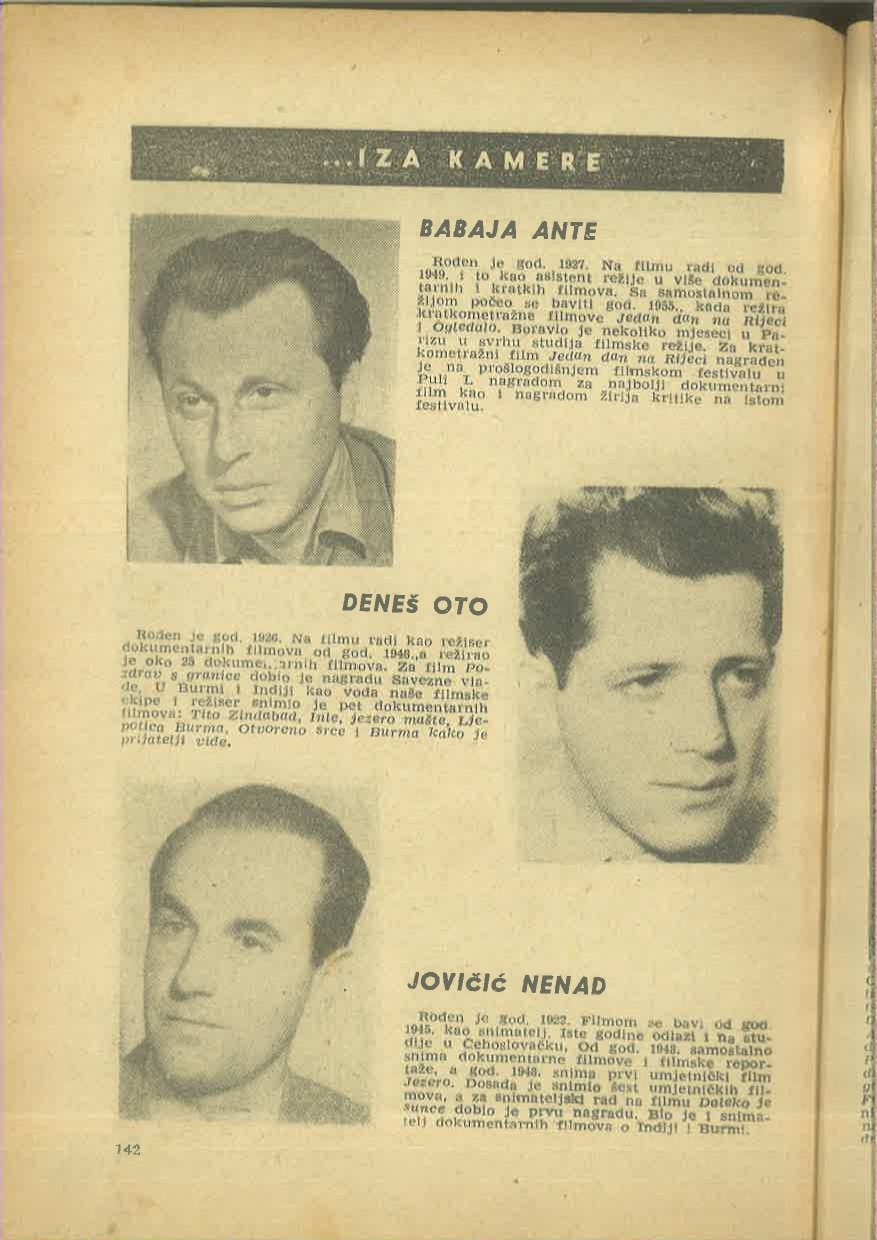 ...IZA KAMERE
BABAJA ANTE
Rođen je god. 1927. Na filmu radi od god.
1949. i to kao asistent režije u više dokumen-
tarnih i kratkih filmova. Sa samostalnom re-
žijom počeo se baviti god. 1955., kada režira
kratkometražne filmove Jedan dan na Rijeci
i Ogledalo. Boravio je nekoliko mjeseci u Pa-
rizu u svrhu studija filmske režije. Za krat-
kometražni film Jedan dan na Rijeci nagrađen
je na prošlogodišnjem filmskom festivalu u
Puli I. nagradom za najbolji dokumentarni
film kao i nagradom žirija kritike na istom
festivalu.
DENEŠ OTO
Rođen je god. 1926. Na filmu radi kao režiser
dokumentarnih filmova od god. 1946., a režirao
je oko 25 filmova. Za film Po-
zdrav s granice dobio je nagradu Savezne vla-
de. U Burmi i Indiji kao vođa naše filmske
ekipe i režiser snimio je pet dokumentarnih
filmova: Tito Zindabad, Inle, jezero mašte, Lje-
potica Burma, Otvoreno srce i Burma kako je
prijatelji vide.
JOVIČIĆ NENAD
Rođen je god. 1922. Filmom se bavi od god.
1945. kao snimatelj. Iste godine odlazi i na stu-
dije u Čehoslovačku. Od god. 1948. samostalno
snima dokumentarne filmove i filmske repor-
taže, a god. 1948. snima prvi umjetnički film
Jezero. Dosada je snimio šest umjetničkih fil-
mova, a za snimateljski rad na filmu Daleko je
sunce dobio je prvu nagradu. Bio je i snima-
telj dokumentarnih filmova o Indiji i Burmi.
142